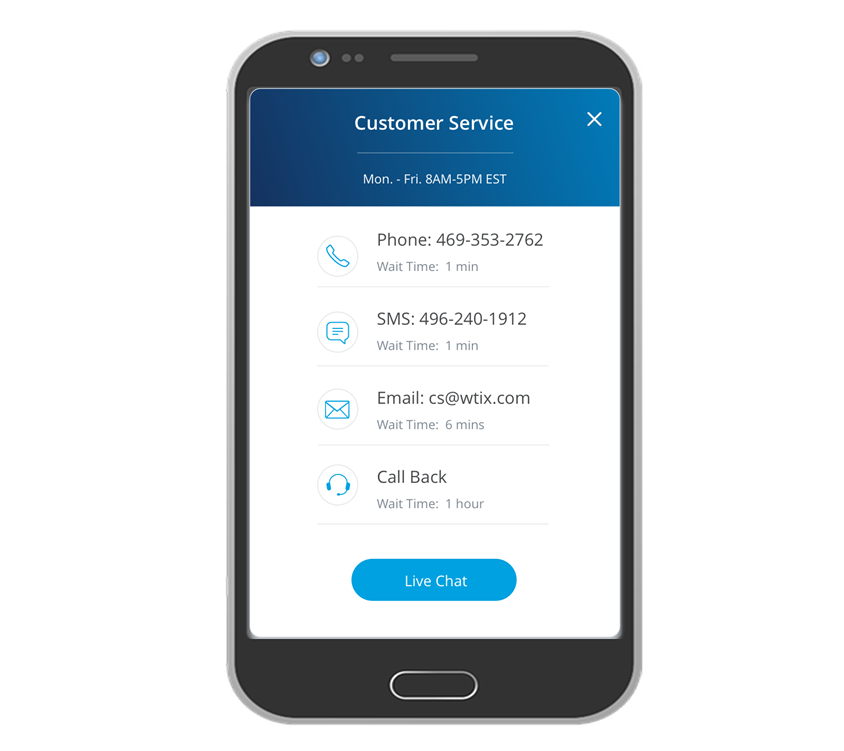 Customer Service
Mon. - Fri. 8AM-5PM EST
Phone: 469-353-2762
Wait Time: 1 min
SMS: 496-240-1912
Wait Time: 1 min
Email: cs@wtix.com
Wait Time: 6 mins
Call Back
Wait Time: 1 hour
Live Chat